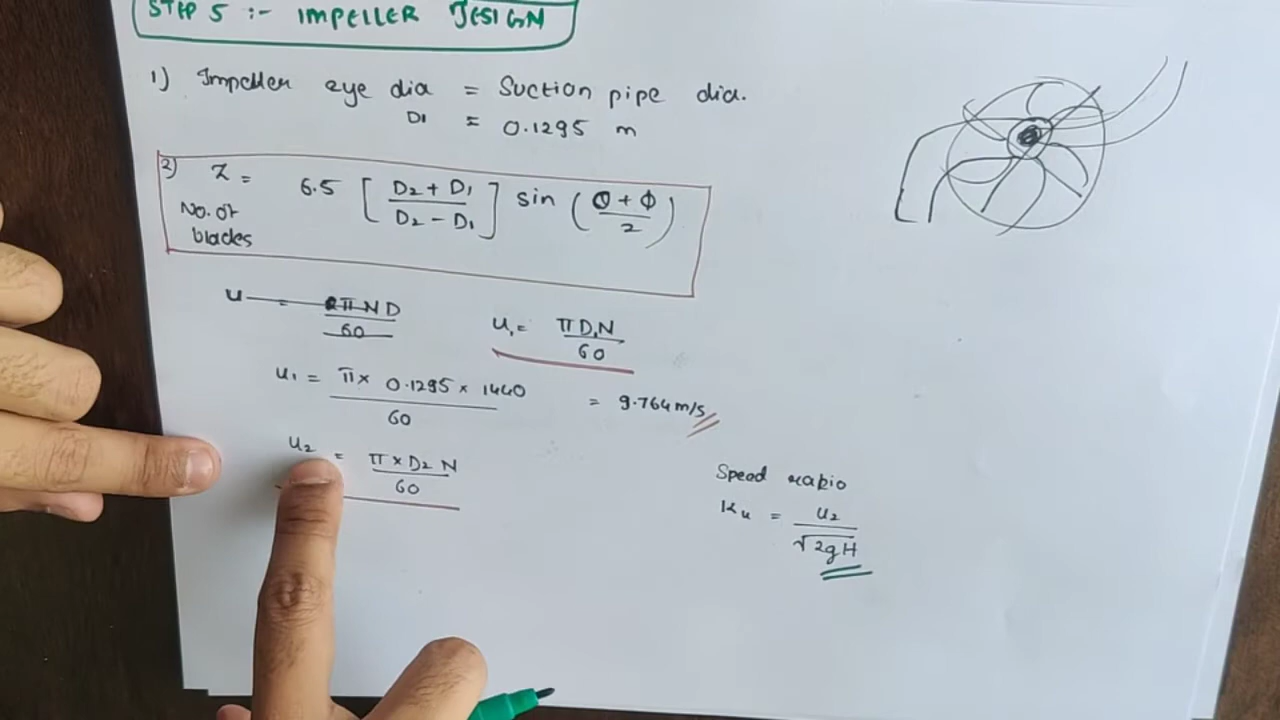 STEP 5 :- IMPELLER DESIGN
1) Impeller eye dia = Suction pipe dia.
D1 = 0.1295 m
2) Z = 6.5 [ D2 + D1 / D2 - D1 ] sin ( θ + Φ / 2 )
No. of
blades
u = 2πND / 60
u1 = πD1N / 60
u1 = π × 0.1295 × 1440 / 60 = 9.764 m/s
u2 = π × D2 N / 60
Speed ratio
Ku = u2 / √2gH